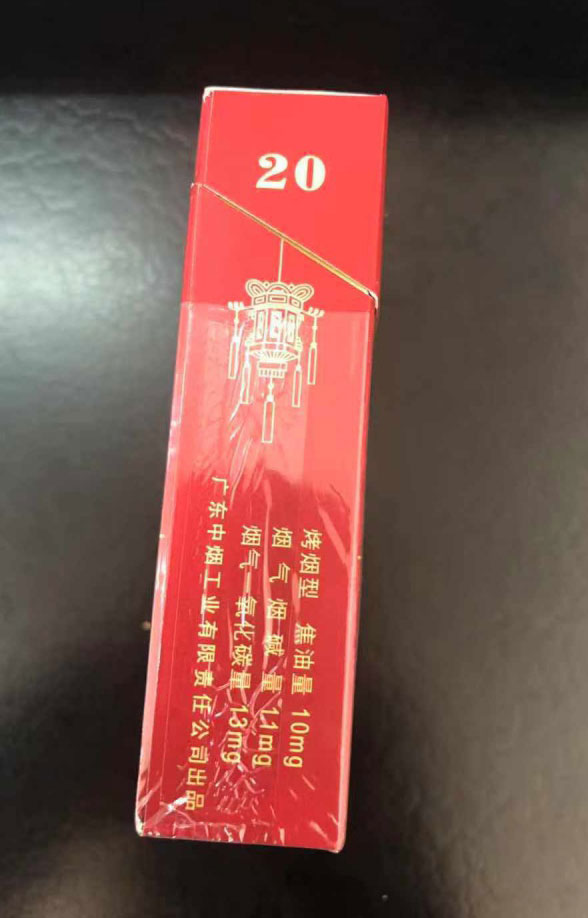 20
烤烟型 焦油量 10mg
烟气烟碱量 1.1mg
烟气一氧化碳量 13mg
广东中烟工业有限责任公司出品